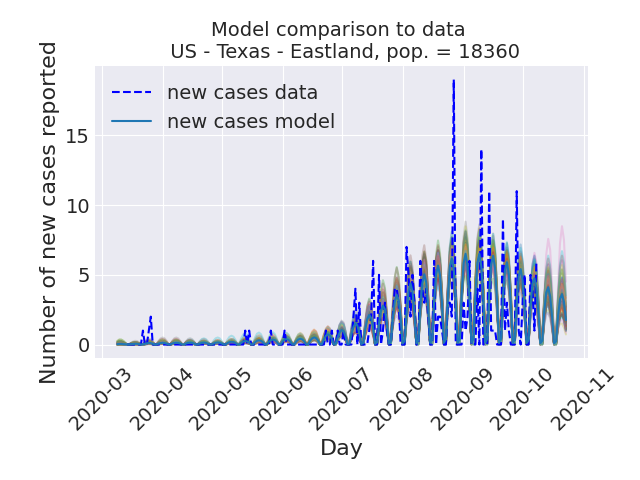 Model comparison to data
US - Texas - Eastland, pop. = 18360
new cases data
new cases model
Number of new cases reported
15
10
5
0
2020-03
2020-04
2020-05
2020-06
2020-07
2020-08
2020-09
2020-10
2020-11
Day